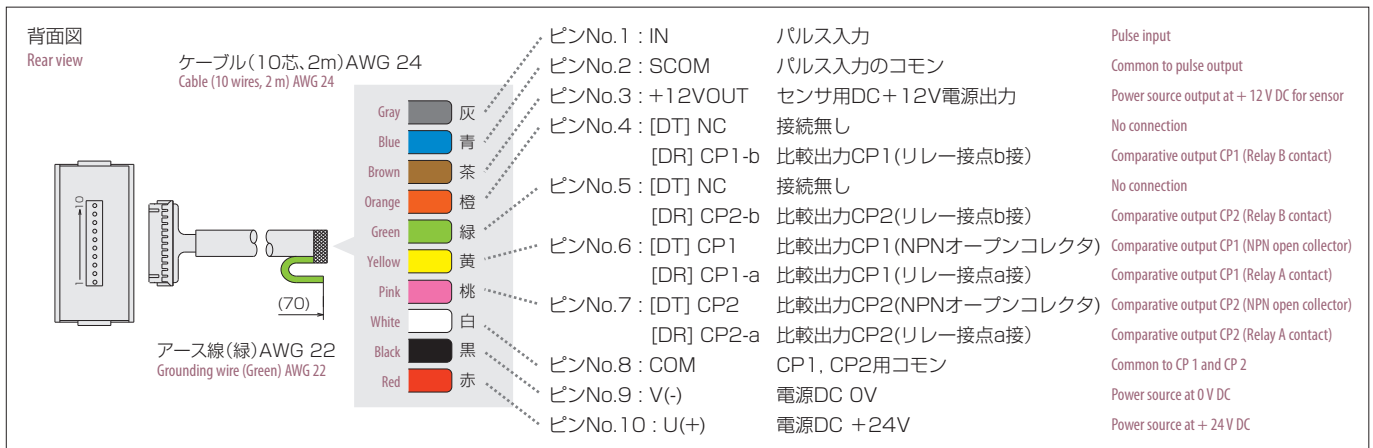 背面図
Rear view
ケーブル(10芯、2m)AWG 24
Cable (10 wires, 2 m) AWG 24
10
1
(70)
アース線(緑)AWG 22
Grounding wire (Green) AWG 22
Gray 灰
Blue 青
Brown 茶
Orange 橙
Green 緑
Yellow 黄
Pink 桃
White 白
Black 黒
Red 赤
ピンNo.1 : IN パルス入力 Pulse input
ピンNo.2 : SCOM パルス入力のコモン Common to pulse output
ピンNo.3 : +12VOUT センサ用DC+12V電源出力 Power source output at + 12 V DC for sensor
ピンNo.4 : [DT] NC 接続無し No connection
[DR] CP1-b 比較出力CP1(リレー接点b接) Comparative output CP1 (Relay B contact)
ピンNo.5 : [DT] NC 接続無し No connection
[DR] CP2-b 比較出力CP2(リレー接点b接) Comparative output CP2 (Relay B contact)
ピンNo.6 : [DT] CP1 比較出力CP1(NPNオープンコレクタ) Comparative output CP1 (NPN open collector)
[DR] CP1-a 比較出力CP1(リレー接点a接) Comparative output CP1 (Relay A contact)
ピンNo.7 : [DT] CP2 比較出力CP2(NPNオープンコレクタ) Comparative output CP2 (NPN open collector)
[DR] CP2-a 比較出力CP2(リレー接点a接) Comparative output CP2 (Relay A contact)
ピンNo.8 : COM CP1, CP2用コモン Common to CP 1 and CP 2
ピンNo.9 : V(-) 電源DC 0V Power source at 0 V DC
ピンNo.10 : U(+) 電源DC +24V Power source at + 24 V DC